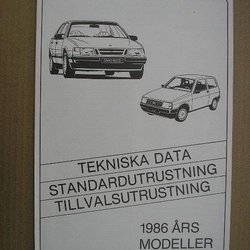 TEKNISKA DATA
STANDARDUTRUSTNING
TILLVALSUTRUSTNING
1986 ÅRS
MODELLER